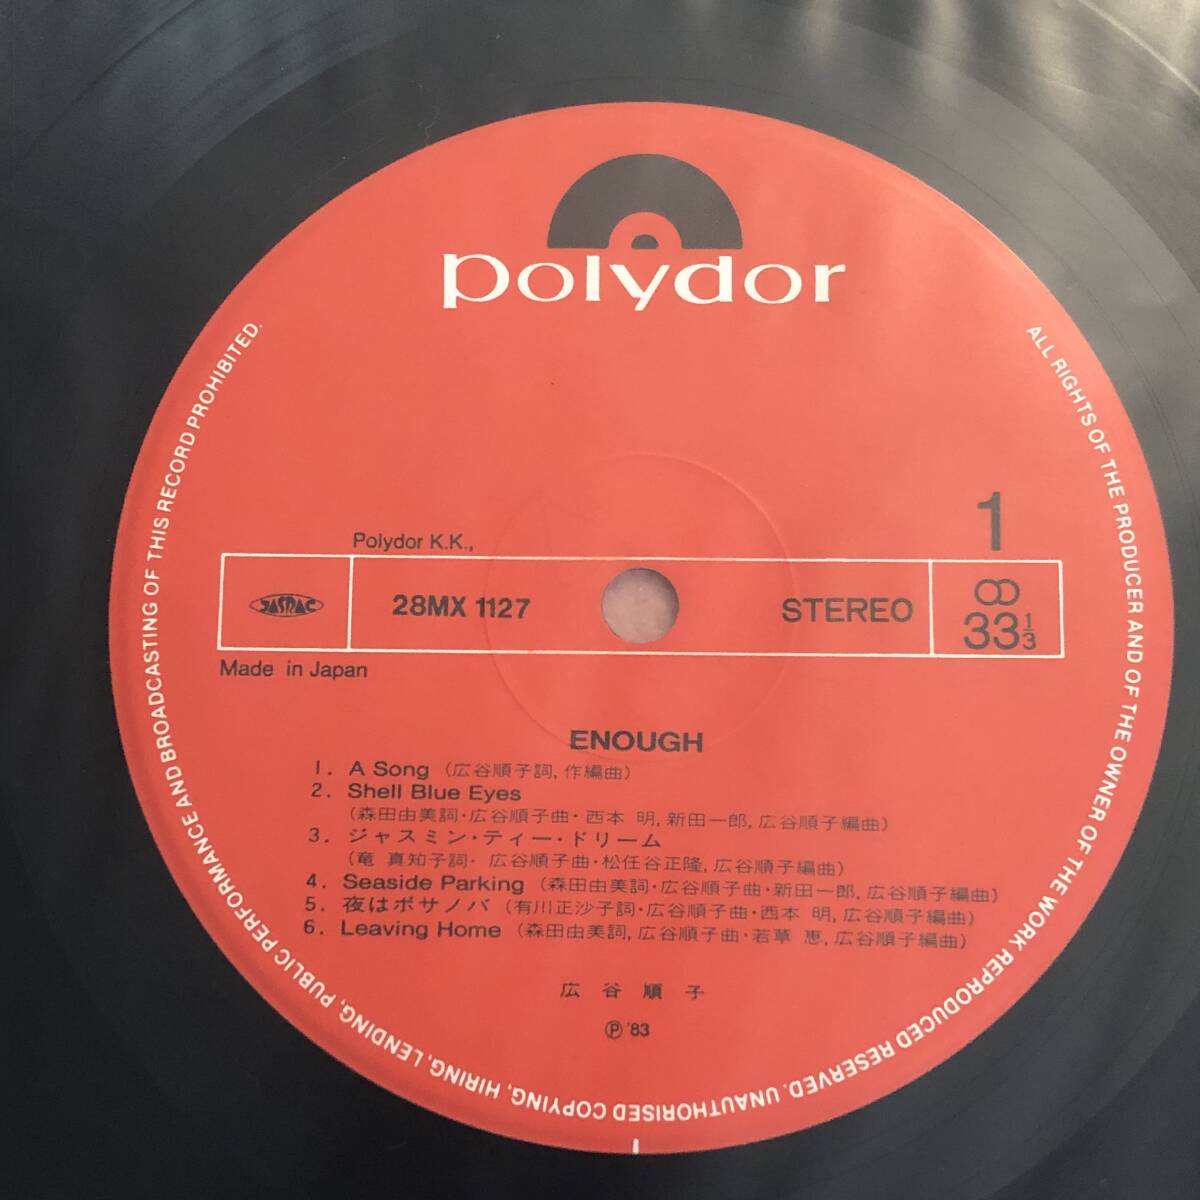 polydor
Polydor K.K.,
1
JASRAC
28MX 1127
STEREO
33 1/3
Made in Japan
ENOUGH
1. A Song (広谷順子詞, 作編曲)
2. Shell Blue Eyes
(森田由美詞・広谷順子曲・西本 明, 新田一郎, 広谷順子編曲)
3. ジャスミン・ティー・ドリーム
(竜 真知子詞・ 広谷順子曲・松任谷正隆, 広谷順子編曲)
4. Seaside Parking (森田由美詞・広谷順子曲・新田一郎, 広谷順子編曲)
5. 夜はボサノバ (有川正沙子詞・広谷順子曲・西本 明, 広谷順子編曲)
6. Leaving Home (森田由美詞, 広谷順子曲・若草 恵, 広谷順子編曲)
広谷順子
Ⓟ '83
ALL RIGHTS OF THE PRODUCER AND OF THE OWNER OF THE WORK REPRODUCED RESERVED. UNAUTHORISED COPYING, HIRING, LENDING, PUBLIC PERFORMANCE AND BROADCASTING OF THIS RECORD PROHIBITED.